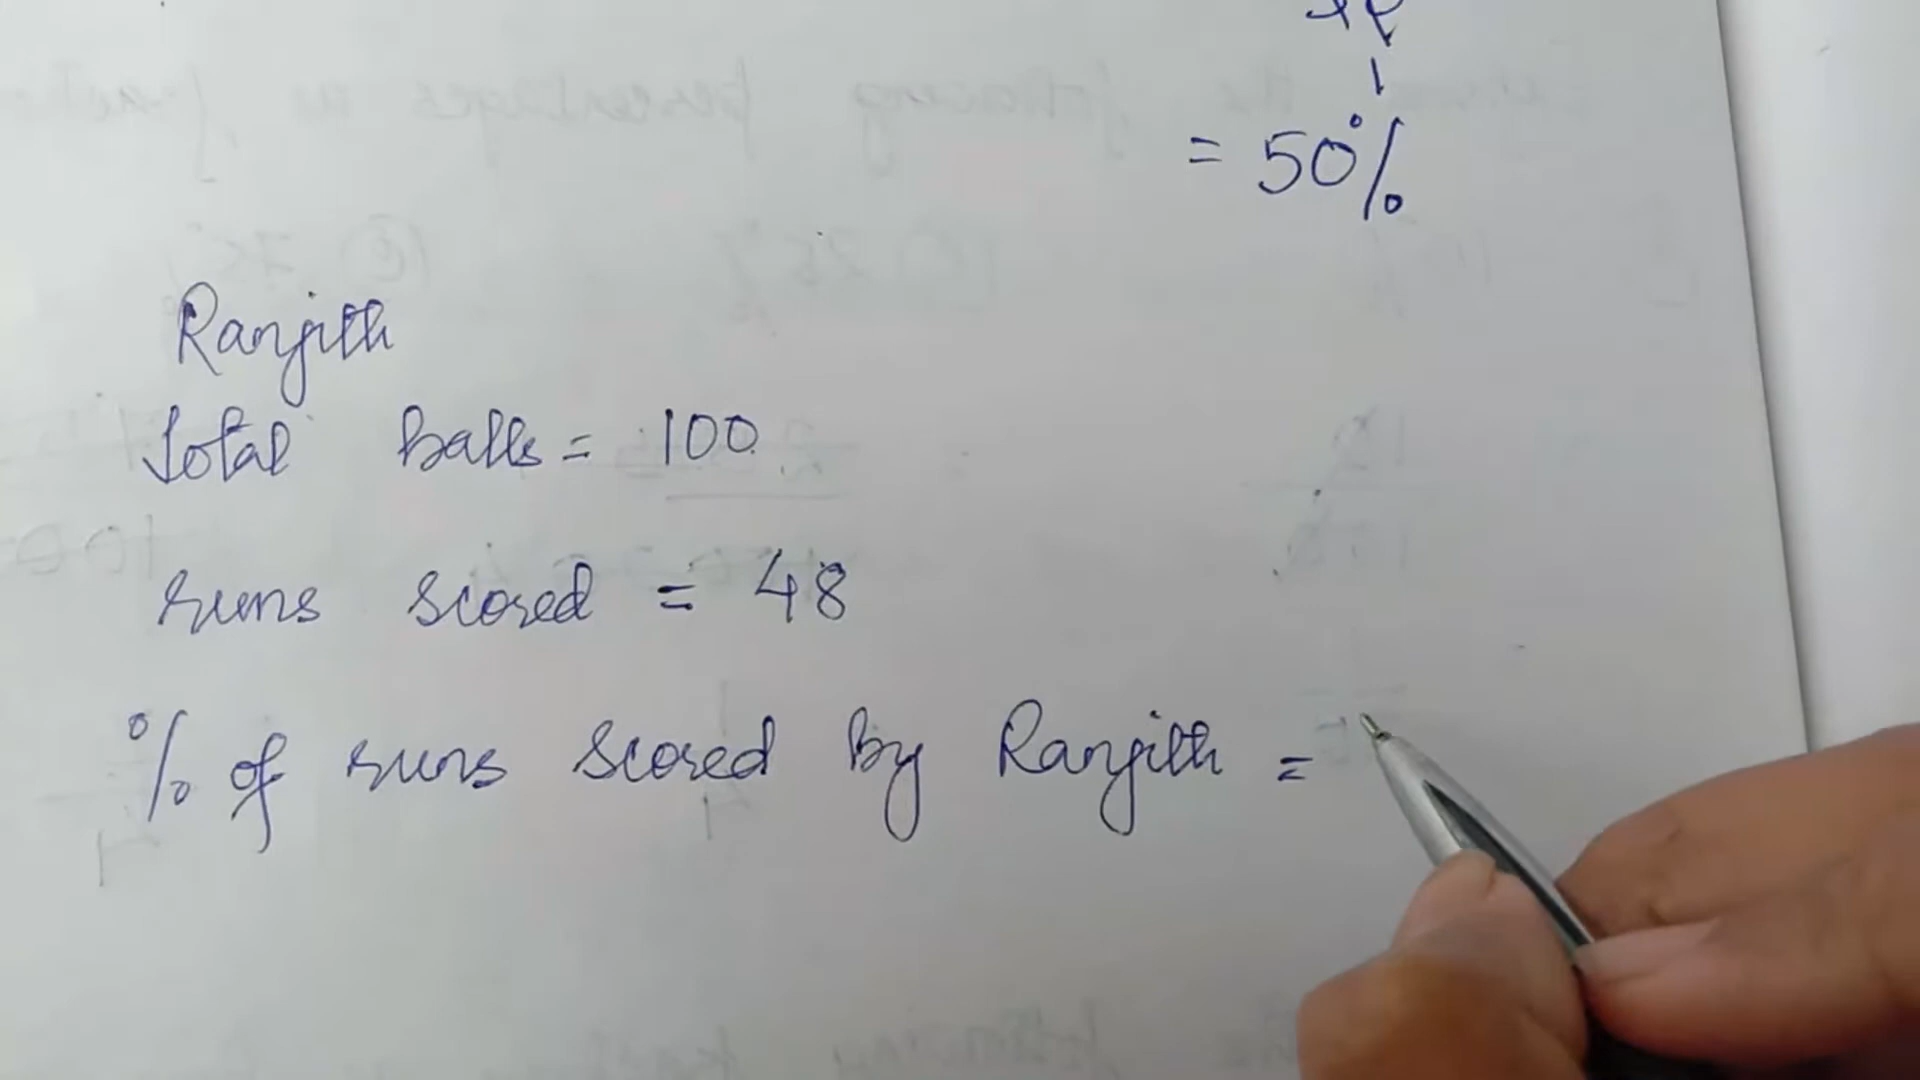 = 50%
Ranjith
Total balls = 100
runs scored = 48
% of runs scored by Ranjith =